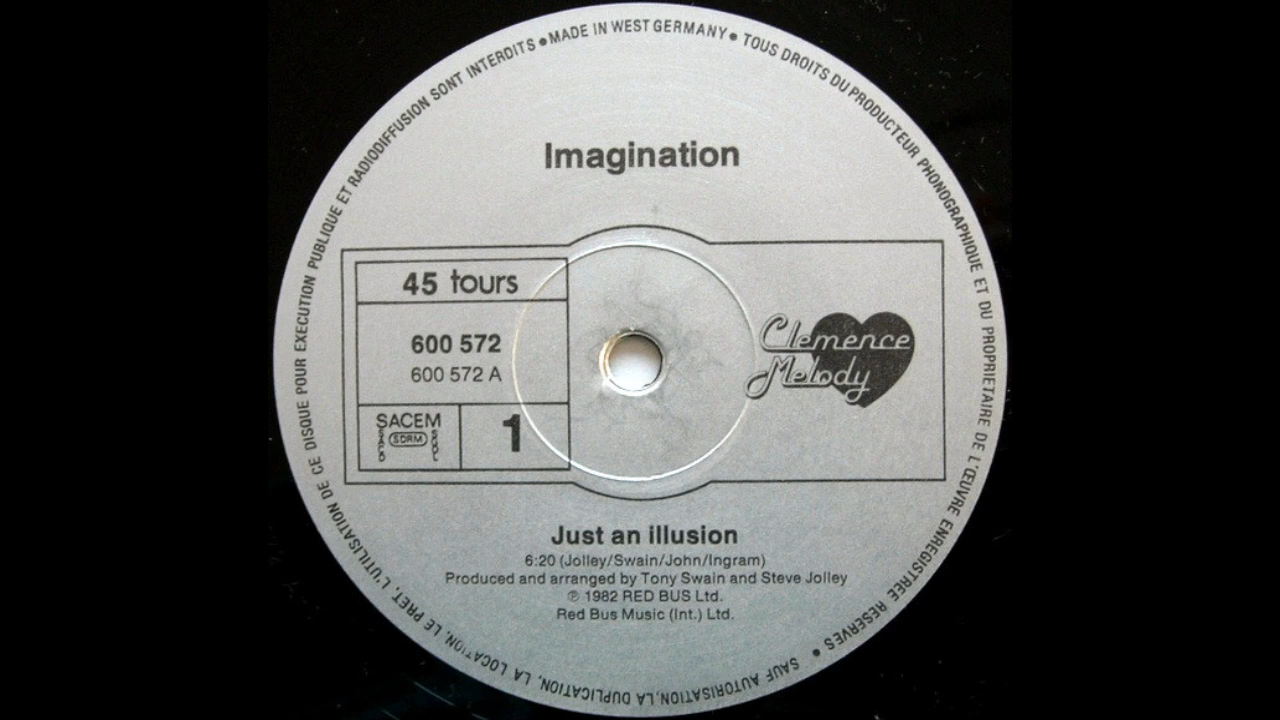 SAUF AUTORISATION, LA DUPLICATION, LA LOCATION, LE PRET, L'UTILISATION DE CE DISQUE POUR EXECUTION PUBLIQUE ET RADIODIFFUSION SONT INTERDITS • MADE IN WEST GERMANY • TOUS DROITS DU PRODUCTEUR PHONOGRAPHIQUE ET DU PROPRIETAIRE DE L'ŒUVRE ENREGISTREE RESERVES •
Imagination
45 tours
600 572
600 572 A
SACEM
SACD
SDRM
SGDL
1
Clemence
Melody
Just an illusion
6:20 (Jolley/Swain/John/Ingram)
Produced and arranged by Tony Swain and Steve Jolley
℗ 1982 RED BUS Ltd.
Red Bus Music (Int.) Ltd.